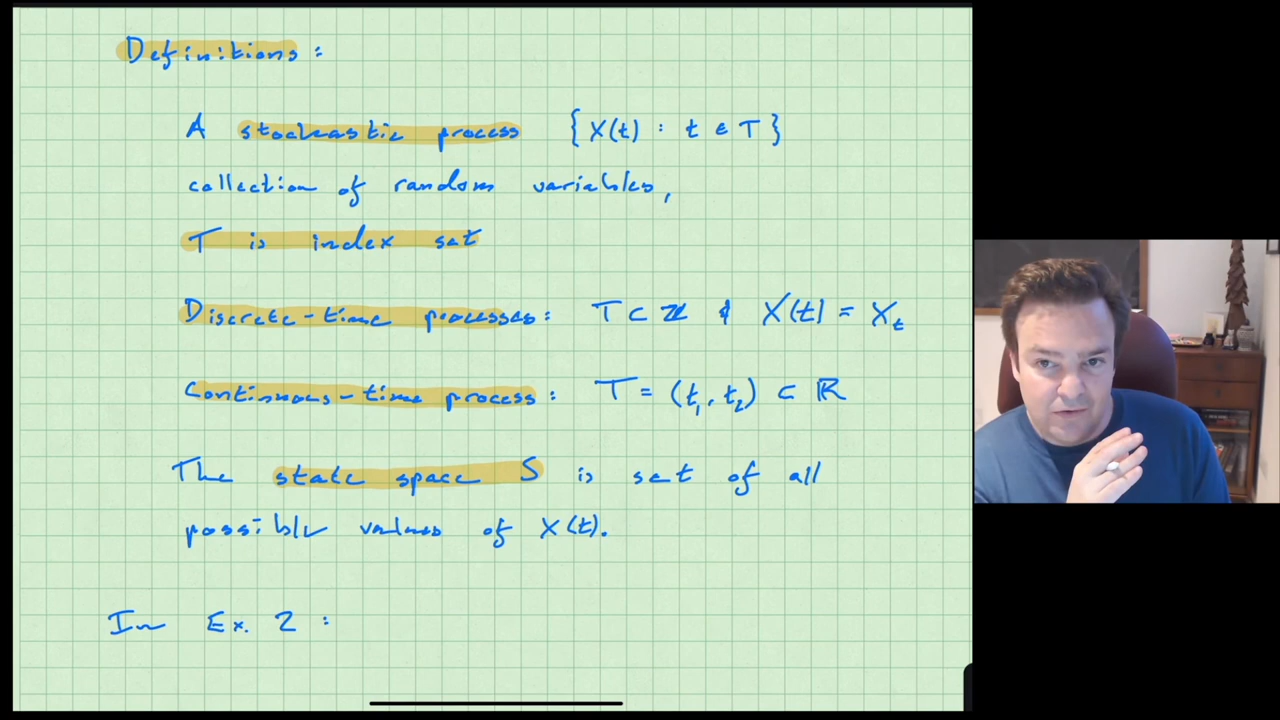 Definitions :
A stochastic process { X(t) : t ∈ T }
collection of random variables,
T is index set
Discrete-time processes : T ⊂ ℤ & X(t) = X_t
Continuous-time process : T = (t₁, t₂) ⊂ ℝ
The state space S is set of all
possible values of X(t).
In Ex. 2 :